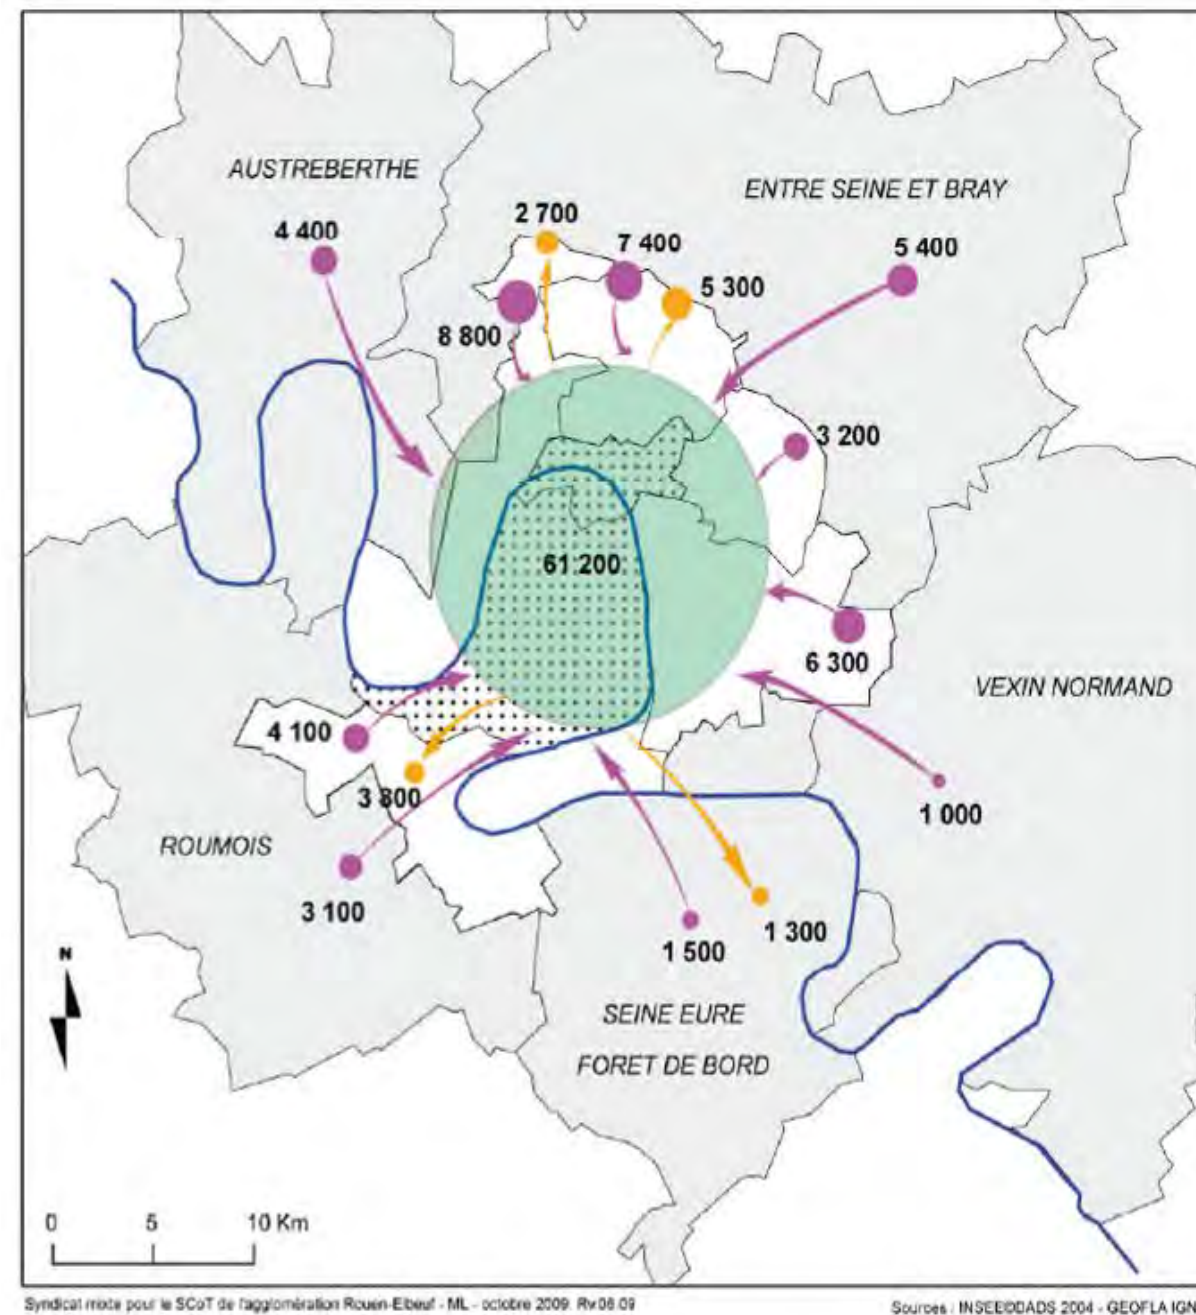 AUSTREBERTHE
ENTRE SEINE ET BRAY
4 400
2 700
7 400
5 400
5 300
8 800
3 200
61 200
6 300
VEXIN NORMAND
4 100
3 800
1 000
ROUMOIS
3 100
1 300
1 500
N
SEINE EURE
FORET DE BORD
0 5 10 Km
Syndicat mixte pour le SCoT de l'agglomération Rouen-Elbeuf - ML - octobre 2009. Rv08.09
Sources : INSEE©DADS 2004 - GEOFLA IGN